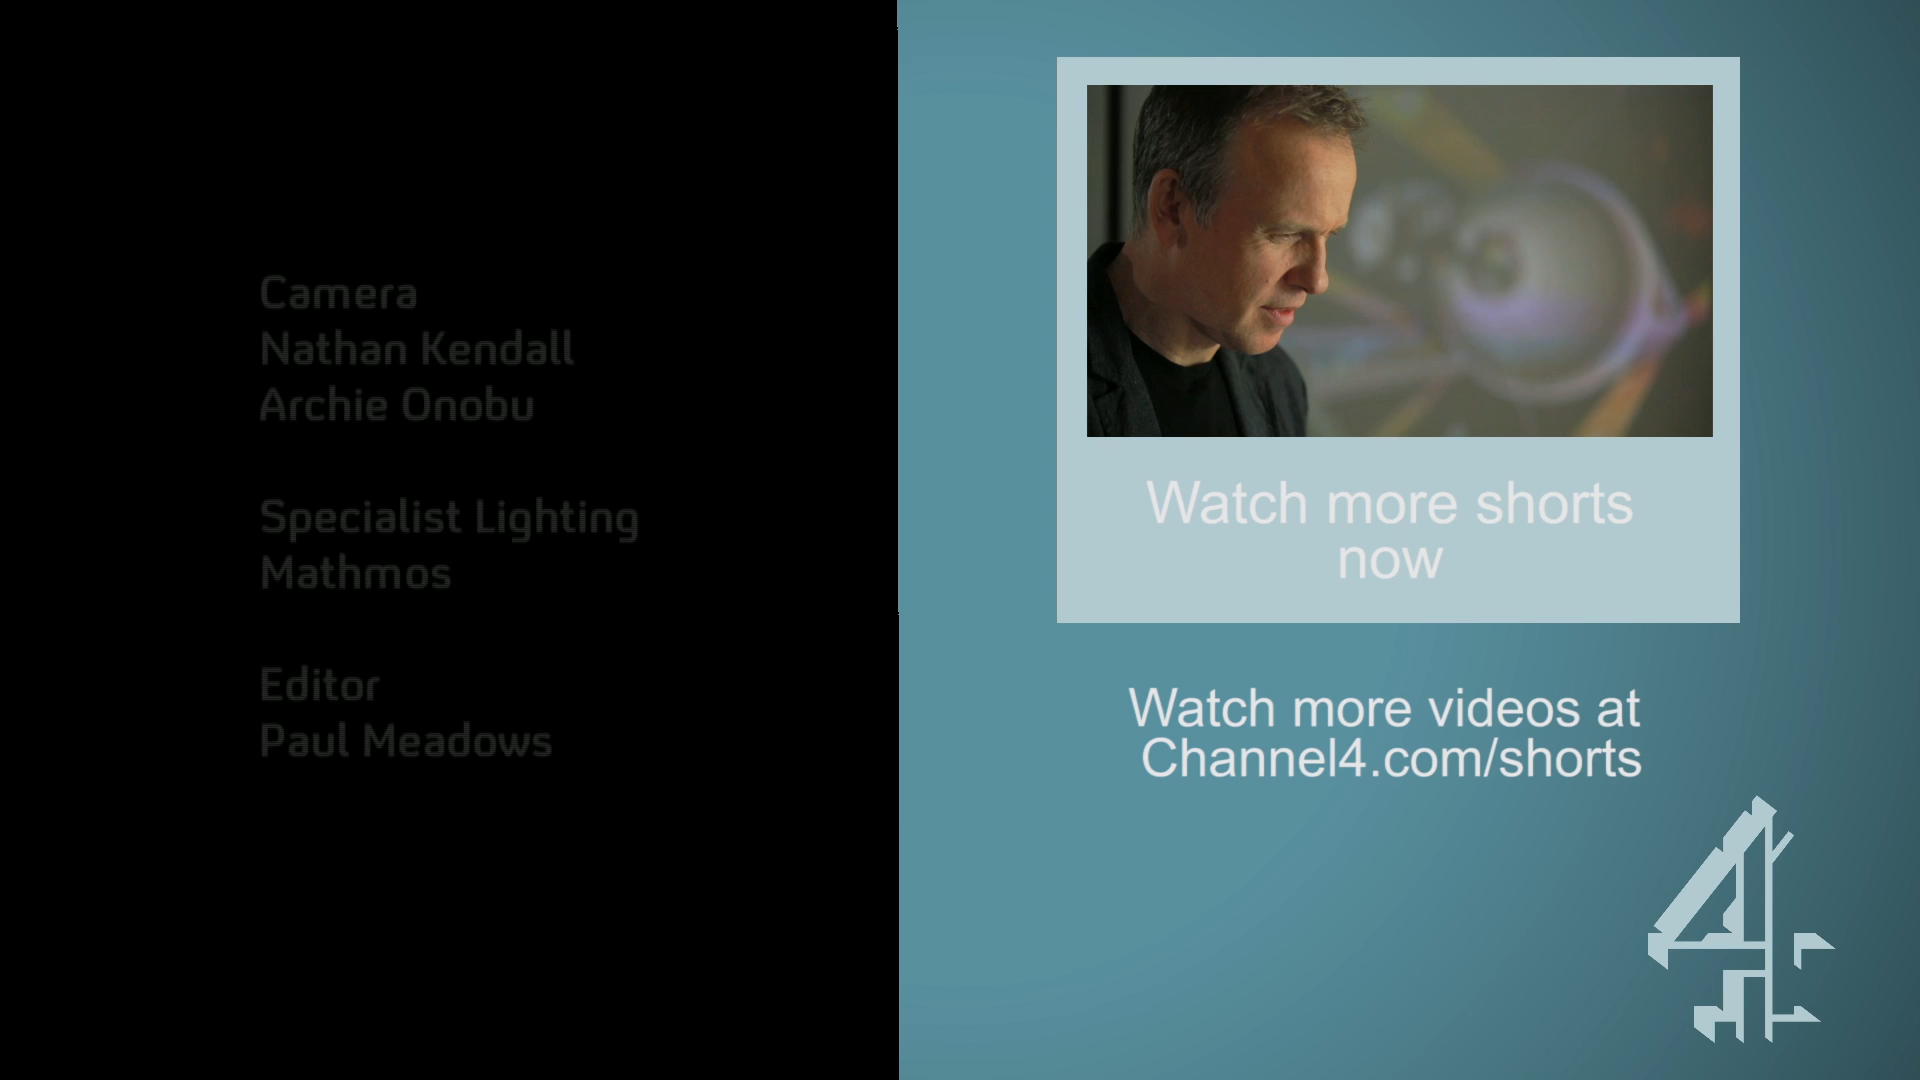 Camera
Nathan Kendall
Archie Onobu
Specialist Lighting
Mathmos
Editor
Paul Meadows
Watch more shorts
now
Watch more videos at
Channel4.com/shorts
4